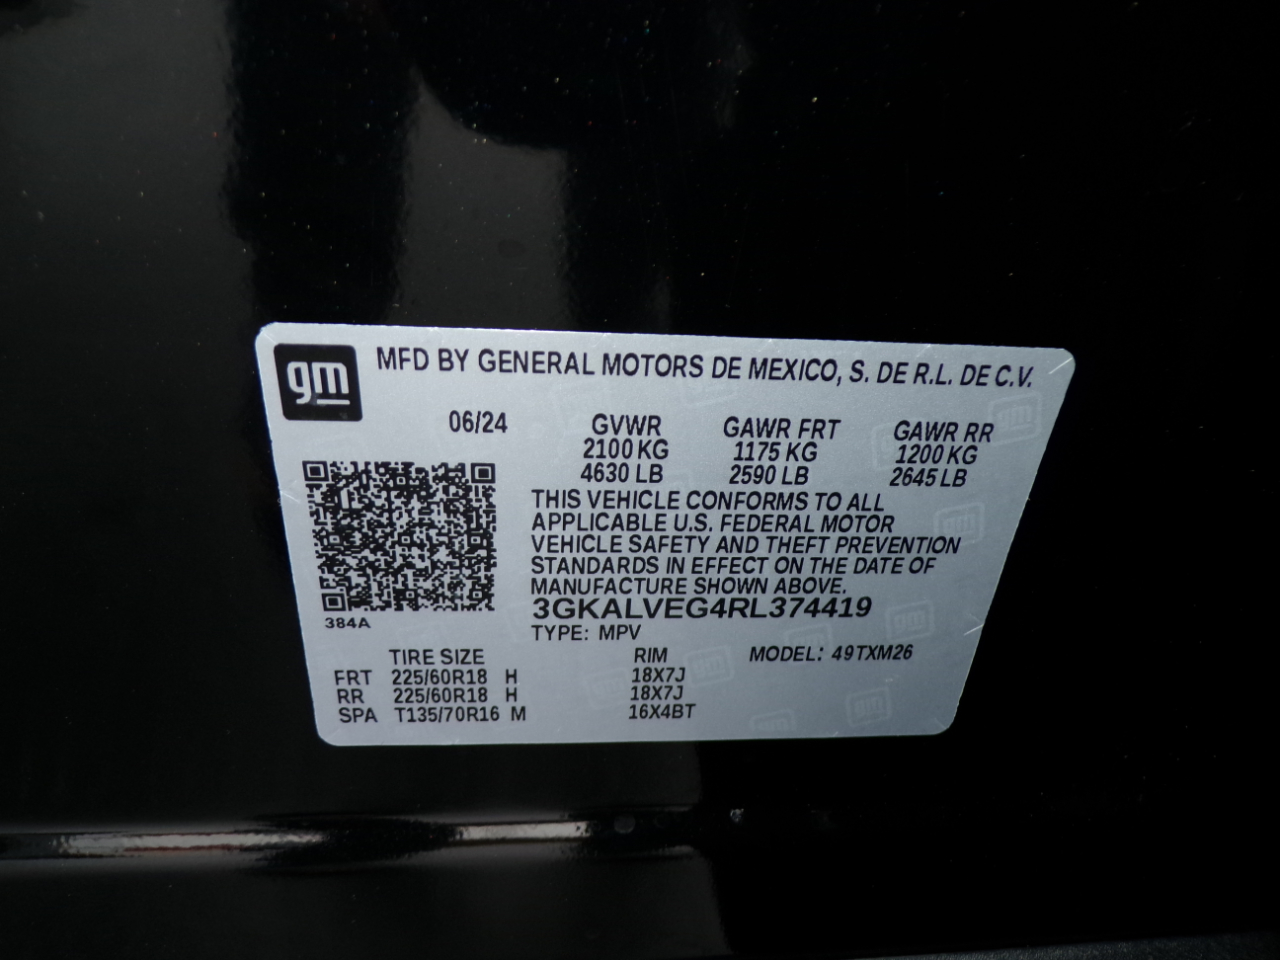 gm
MFD BY GENERAL MOTORS DE MEXICO, S. DE R.L. DE C.V.
06/24 GVWR GAWR FRT GAWR RR
2100 KG 1175 KG 1200 KG
4630 LB 2590 LB 2645 LB
THIS VEHICLE CONFORMS TO ALL
APPLICABLE U.S. FEDERAL MOTOR
VEHICLE SAFETY AND THEFT PREVENTION
STANDARDS IN EFFECT ON THE DATE OF
MANUFACTURE SHOWN ABOVE.
3GKALVEG4RL374419
384A
TYPE: MPV
TIRE SIZE RIM MODEL: 49TXM26
FRT 225/60R18 H 18X7J
RR 225/60R18 H 18X7J
SPA T135/70R16 M 16X4BT